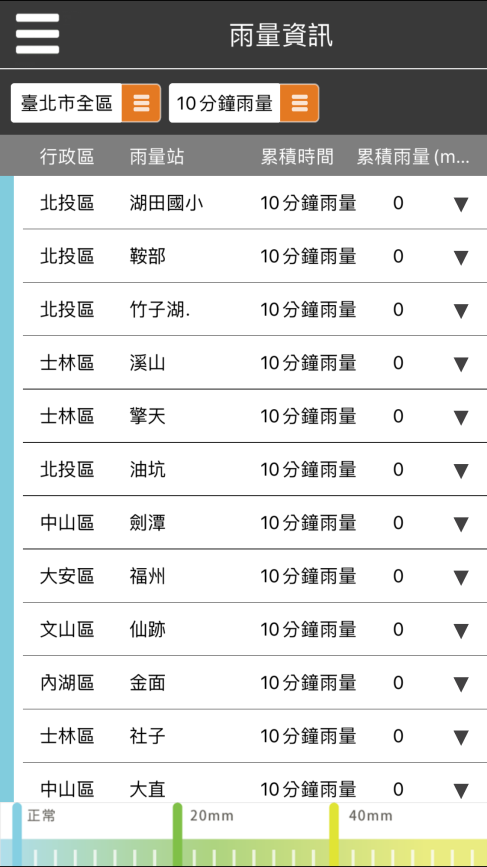 雨量資訊
臺北市全區 10分鐘雨量
行政區 雨量站 累積時間 累積雨量 (m...
北投區 湖田國小 10分鐘雨量 0 ▼
北投區 鞍部 10分鐘雨量 0 ▼
北投區 竹子湖. 10分鐘雨量 0 ▼
士林區 溪山 10分鐘雨量 0 ▼
士林區 擎天 10分鐘雨量 0 ▼
北投區 油坑 10分鐘雨量 0 ▼
中山區 劍潭 10分鐘雨量 0 ▼
大安區 福州 10分鐘雨量 0 ▼
文山區 仙跡 10分鐘雨量 0 ▼
內湖區 金面 10分鐘雨量 0 ▼
士林區 社子 10分鐘雨量 0 ▼
中山區 大直 10分鐘雨量 0 ▼
正常 20mm 40mm